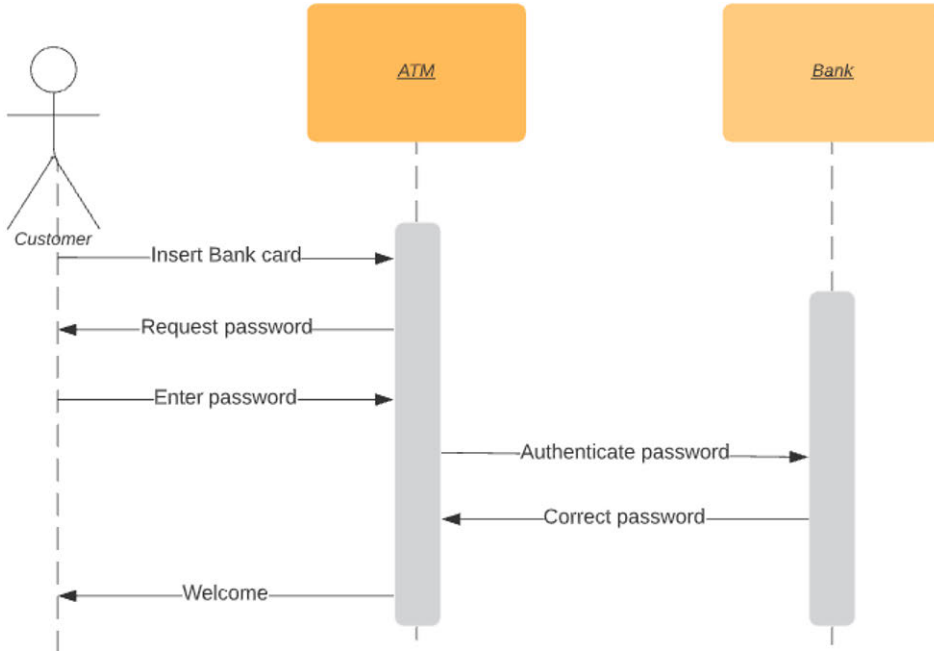 ATM
Bank
Customer
Insert Bank card
Request password
Enter password
Authenticate password
Correct password
Welcome